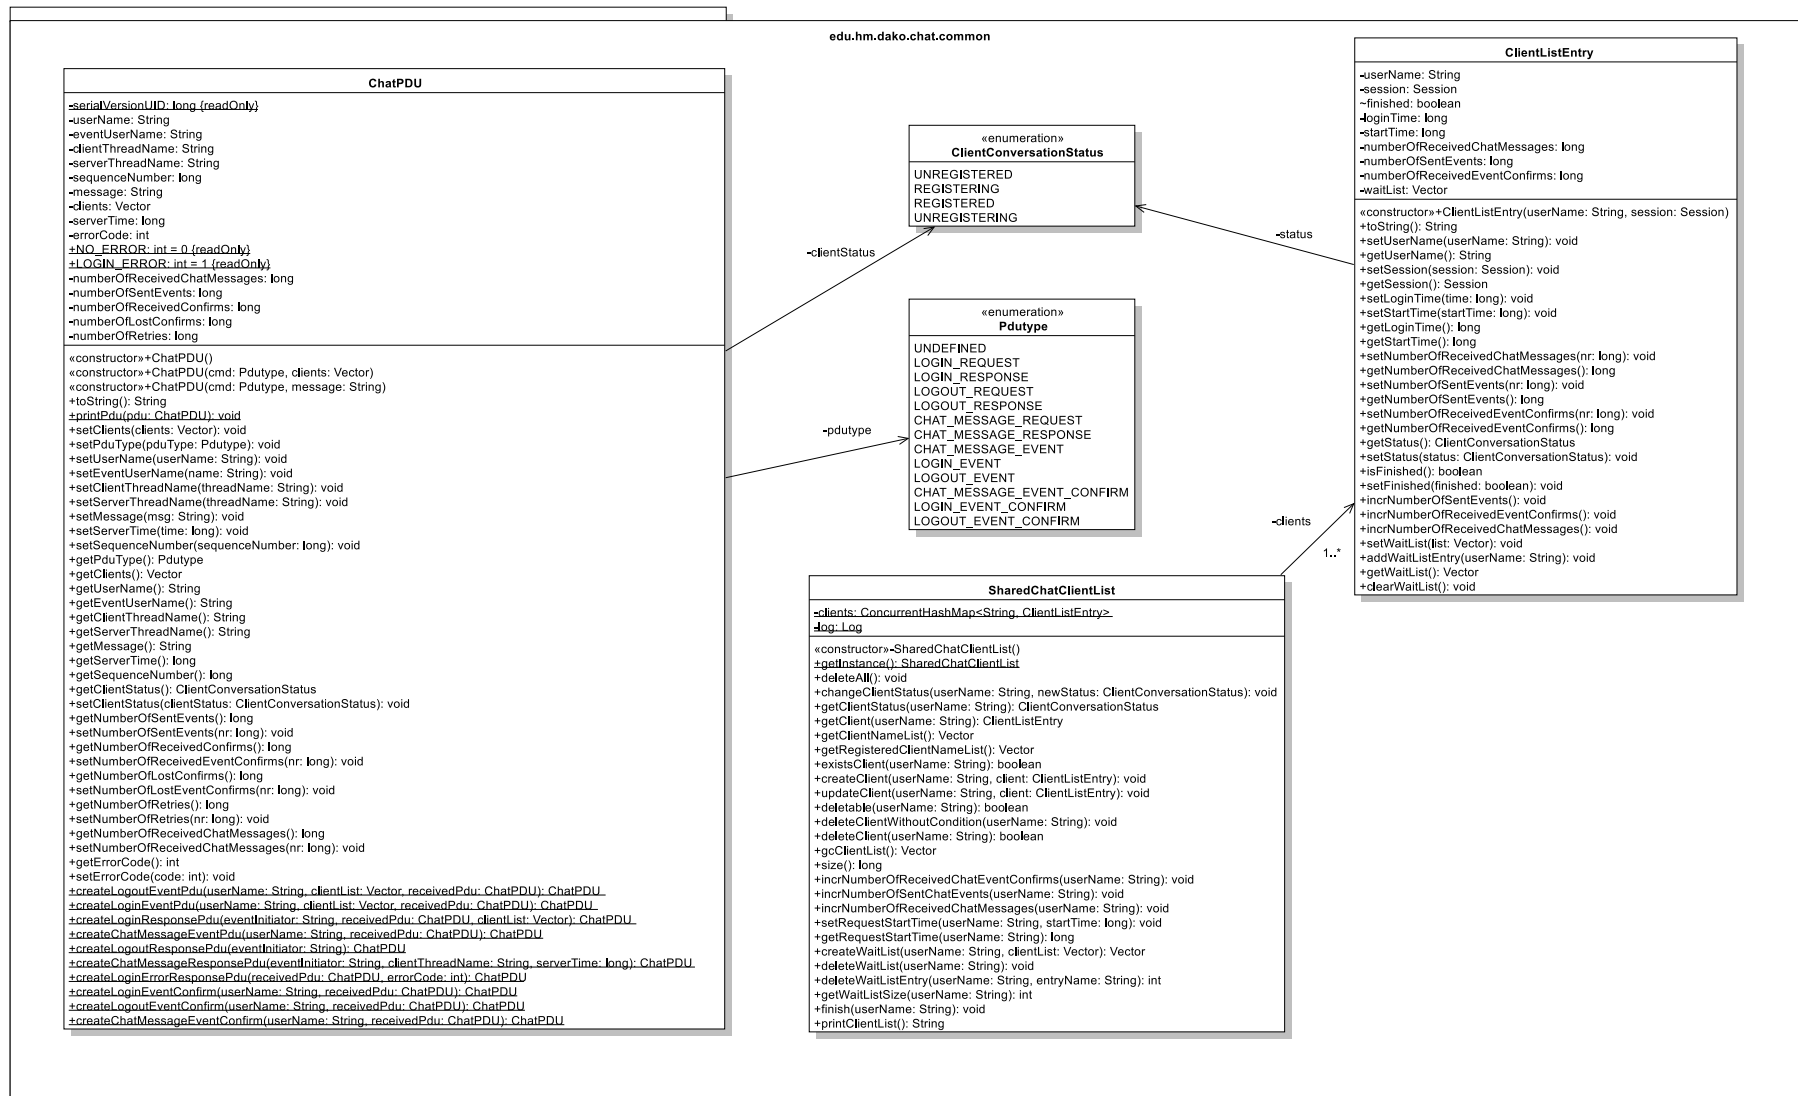 edu.hm.dako.chat.common
ChatPDU
-serialVersionUID: long {readOnly}
-userName: String
-eventUserName: String
-clientThreadName: String
-serverThreadName: String
-sequenceNumber: long
-message: String
-clients: Vector
-serverTime: long
-errorCode: int
+NO_ERROR: int = 0 {readOnly}
+LOGIN_ERROR: int = 1 {readOnly}
-numberOfReceivedChatMessages: long
-numberOfSentEvents: long
-numberOfReceivedConfirms: long
-numberOfLostConfirms: long
-numberOfRetries: long
«constructor»+ChatPDU()
«constructor»+ChatPDU(cmd: Pdutype, clients: Vector)
«constructor»+ChatPDU(cmd: Pdutype, message: String)
+toString(): String
+printPdu(pdu: ChatPDU): void
+setClients(clients: Vector): void
+setPduType(pduType: Pdutype): void
+setUserName(userName: String): void
+setEventUserName(name: String): void
+setClientThreadName(threadName: String): void
+setServerThreadName(threadName: String): void
+setMessage(msg: String): void
+setServerTime(time: long): void
+setSequenceNumber(sequenceNumber: long): void
+getPduType(): Pdutype
+getClients(): Vector
+getUserName(): String
+getEventUserName(): String
+getClientThreadName(): String
+getServerThreadName(): String
+getMessage(): String
+getServerTime(): long
+getSequenceNumber(): long
+getClientStatus(): ClientConversationStatus
+setClientStatus(clientStatus: ClientConversationStatus): void
+getNumberOfSentEvents(): long
+setNumberOfSentEvents(nr: long): void
+getNumberOfReceivedConfirms(): long
+setNumberOfReceivedEventConfirms(nr: long): void
+getNumberOfLostConfirms(): long
+setNumberOfLostEventConfirms(nr: long): void
+getNumberOfRetries(): long
+setNumberOfRetries(nr: long): void
+getNumberOfReceivedChatMessages(): long
+setNumberOfReceivedChatMessages(nr: long): void
+getErrorCode(): int
+setErrorCode(code: int): void
+createLogoutEventPdu(userName: String, clientList: Vector, receivedPdu: ChatPDU): ChatPDU
+createLoginEventPdu(userName: String, clientList: Vector, receivedPdu: ChatPDU): ChatPDU
+createLoginResponsePdu(eventInitiator: String, receivedPdu: ChatPDU, clientList: Vector): ChatPDU
+createChatMessageEventPdu(userName: String, receivedPdu: ChatPDU): ChatPDU
+createLogoutResponsePdu(eventInitiator: String): ChatPDU
+createChatMessageResponsePdu(eventInitiator: String, clientThreadName: String, serverTime: long): ChatPDU
+createLoginErrorResponsePdu(receivedPdu: ChatPDU, errorCode: int): ChatPDU
+createLoginEventConfirm(userName: String, receivedPdu: ChatPDU): ChatPDU
+createLogoutEventConfirm(userName: String, receivedPdu: ChatPDU): ChatPDU
+createChatMessageEventConfirm(userName: String, receivedPdu: ChatPDU): ChatPDU
-clientStatus
-pdutype
«enumeration»
ClientConversationStatus
UNREGISTERED
REGISTERING
REGISTERED
UNREGISTERING
«enumeration»
Pdutype
UNDEFINED
LOGIN_REQUEST
LOGIN_RESPONSE
LOGOUT_REQUEST
LOGOUT_RESPONSE
CHAT_MESSAGE_REQUEST
CHAT_MESSAGE_RESPONSE
CHAT_MESSAGE_EVENT
LOGIN_EVENT
LOGOUT_EVENT
CHAT_MESSAGE_EVENT_CONFIRM
LOGIN_EVENT_CONFIRM
LOGOUT_EVENT_CONFIRM
SharedChatClientList
-clients: ConcurrentHashMap<String, ClientListEntry>
-log: Log
«constructor»-SharedChatClientList()
+getInstance(): SharedChatClientList
+deleteAll(): void
+changeClientStatus(userName: String, newStatus: ClientConversationStatus): void
+getClientStatus(userName: String): ClientConversationStatus
+getClient(userName: String): ClientListEntry
+getClientNameList(): Vector
+getRegisteredClientNameList(): Vector
+existsClient(userName: String): boolean
+createClient(userName: String, client: ClientListEntry): void
+updateClient(userName: String, client: ClientListEntry): void
+deletable(userName: String): boolean
+deleteClientWithoutCondition(userName: String): void
+deleteClient(userName: String): boolean
+gcClientList(): Vector
+size(): long
+incrNumberOfReceivedChatEventConfirms(userName: String): void
+incrNumberOfSentChatEvents(userName: String): void
+incrNumberOfReceivedChatMessages(userName: String): void
+setRequestStartTime(userName: String, startTime: long): void
+getRequestStartTime(userName: String): long
+createWaitList(userName: String, clientList: Vector): Vector
+deleteWaitList(userName: String): void
+deleteWaitListEntry(userName: String, entryName: String): int
+getWaitListSize(userName: String): int
+finish(userName: String): void
+printClientList(): String
-status
-clients
1..*
ClientListEntry
-userName: String
-session: Session
~finished: boolean
-loginTime: long
-startTime: long
-numberOfReceivedChatMessages: long
-numberOfSentEvents: long
-numberOfReceivedEventConfirms: long
-waitList: Vector
«constructor»+ClientListEntry(userName: String, session: Session)
+toString(): String
+setUserName(userName: String): void
+getUserName(): String
+setSession(session: Session): void
+getSession(): Session
+setLoginTime(time: long): void
+setStartTime(startTime: long): void
+getLoginTime(): long
+getStartTime(): long
+setNumberOfReceivedChatMessages(nr: long): void
+getNumberOfReceivedChatMessages(): long
+setNumberOfSentEvents(nr: long): void
+getNumberOfSentEvents(): long
+setNumberOfReceivedEventConfirms(nr: long): void
+getNumberOfReceivedEventConfirms(): long
+getStatus(): ClientConversationStatus
+setStatus(status: ClientConversationStatus): void
+isFinished(): boolean
+setFinished(finished: boolean): void
+incrNumberOfSentEvents(): void
+incrNumberOfReceivedEventConfirms(): void
+incrNumberOfReceivedChatMessages(): void
+setWaitList(list: Vector): void
+addWaitListEntry(userName: String): void
+getWaitList(): Vector
+clearWaitList(): void